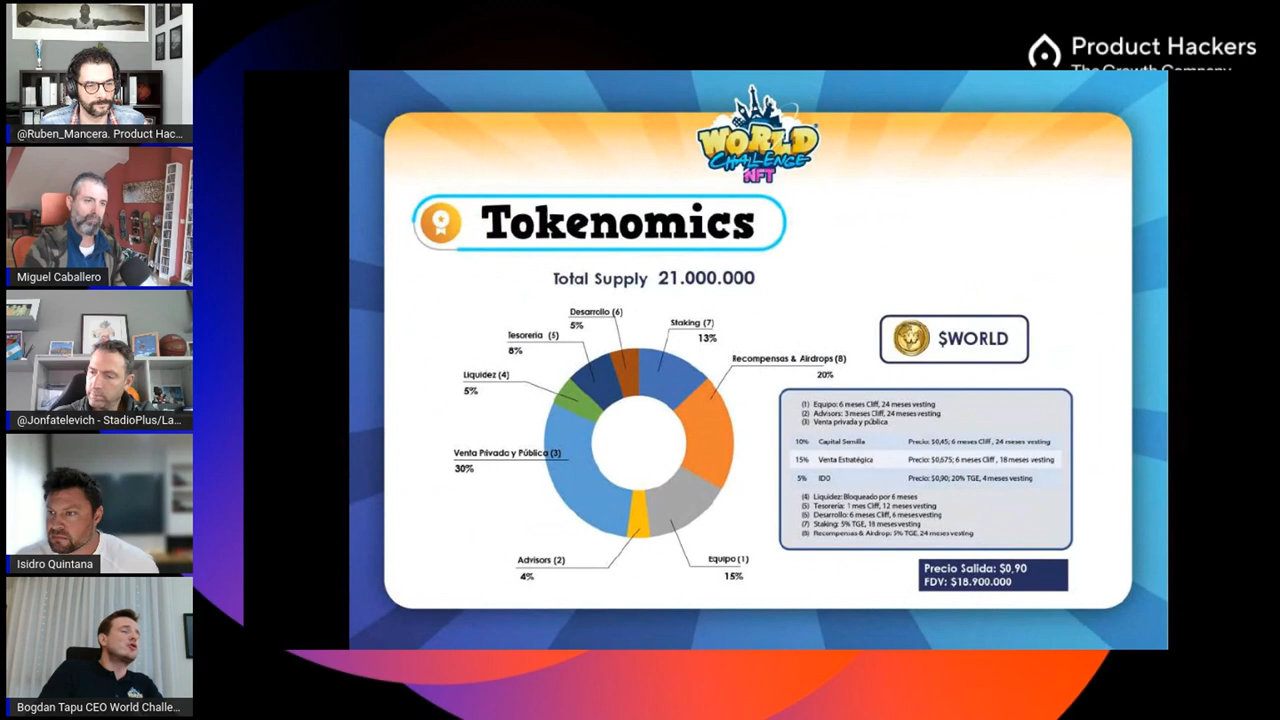 @Ruben_Mancera. Product Hac...
Miguel Caballero
@Jonfatelevich - StadioPlus/La...
Isidro Quintana
Bogdan Tapu CEO World Challe...
Product Hackers
The Growth Company
WORLD
CHALLENGE
NFT
Tokenomics
Total Supply 21.000.000
Desarrollo (6)
5%
Staking (7)
13%
Tesoreria (5)
8%
Recompensas & Airdrops (8)
20%
Liquidez (4)
5%
Venta Privada y Pública (3)
30%
Advisors (2)
4%
Equipo (1)
15%
$WORLD
(1) Equipo: 6 meses Cliff, 24 meses vesting
(2) Advisors: 3 meses Cliff, 24 meses vesting
(3) Venta privada y pública
10% Capital Semilla Precio: $0,45; 6 meses Cliff , 24 meses vesting
15% Venta Estratégica Precio: $0,675; 6 meses Cliff , 18 meses vesting
5% IDO Precio: $0,90; 20% TGE, 4 meses vesting
(4) Liquidez: Bloqueado por 6 meses
(5) Tesoreria: 1 mes Cliff, 12 meses vesting
(6) Desarrollo: 6 meses Cliff, 6 meses vesting
(7) Staking: 5% TGE, 18 meses vesting
(8) Recompensas & Airdrop: 5% TGE, 24 meses vesting
Precio Salida: $0,90
FDV: $18.900.000